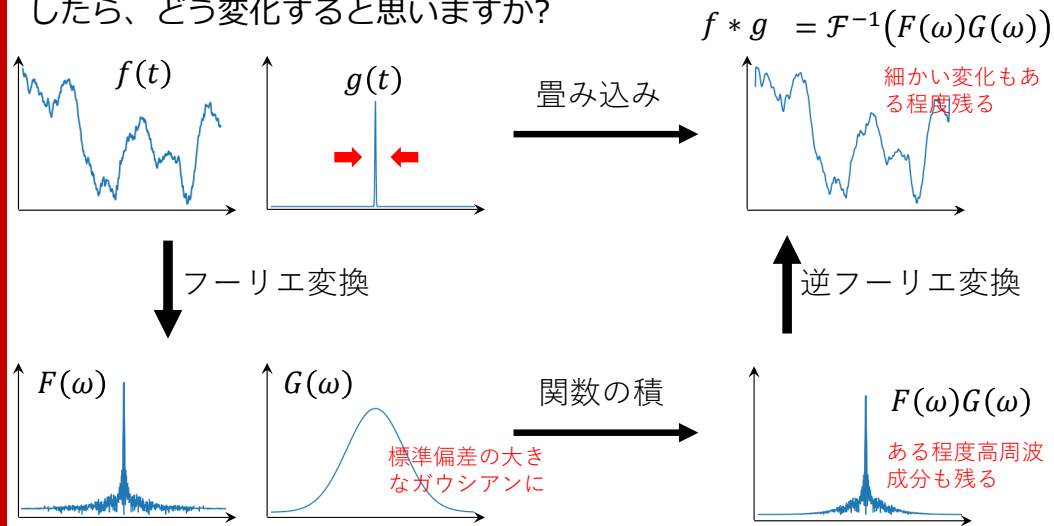 したら、どう変化すると思いますか?
f ∗ g = ℱ⁻¹(F(ω)G(ω))
f(t)
g(t)
畳み込み
細かい変化もあ
る程度残る
フーリエ変換
逆フーリエ変換
F(ω)
G(ω)
関数の積
F(ω)G(ω)
標準偏差の大き
なガウシアンに
ある程度高周波
成分も残る